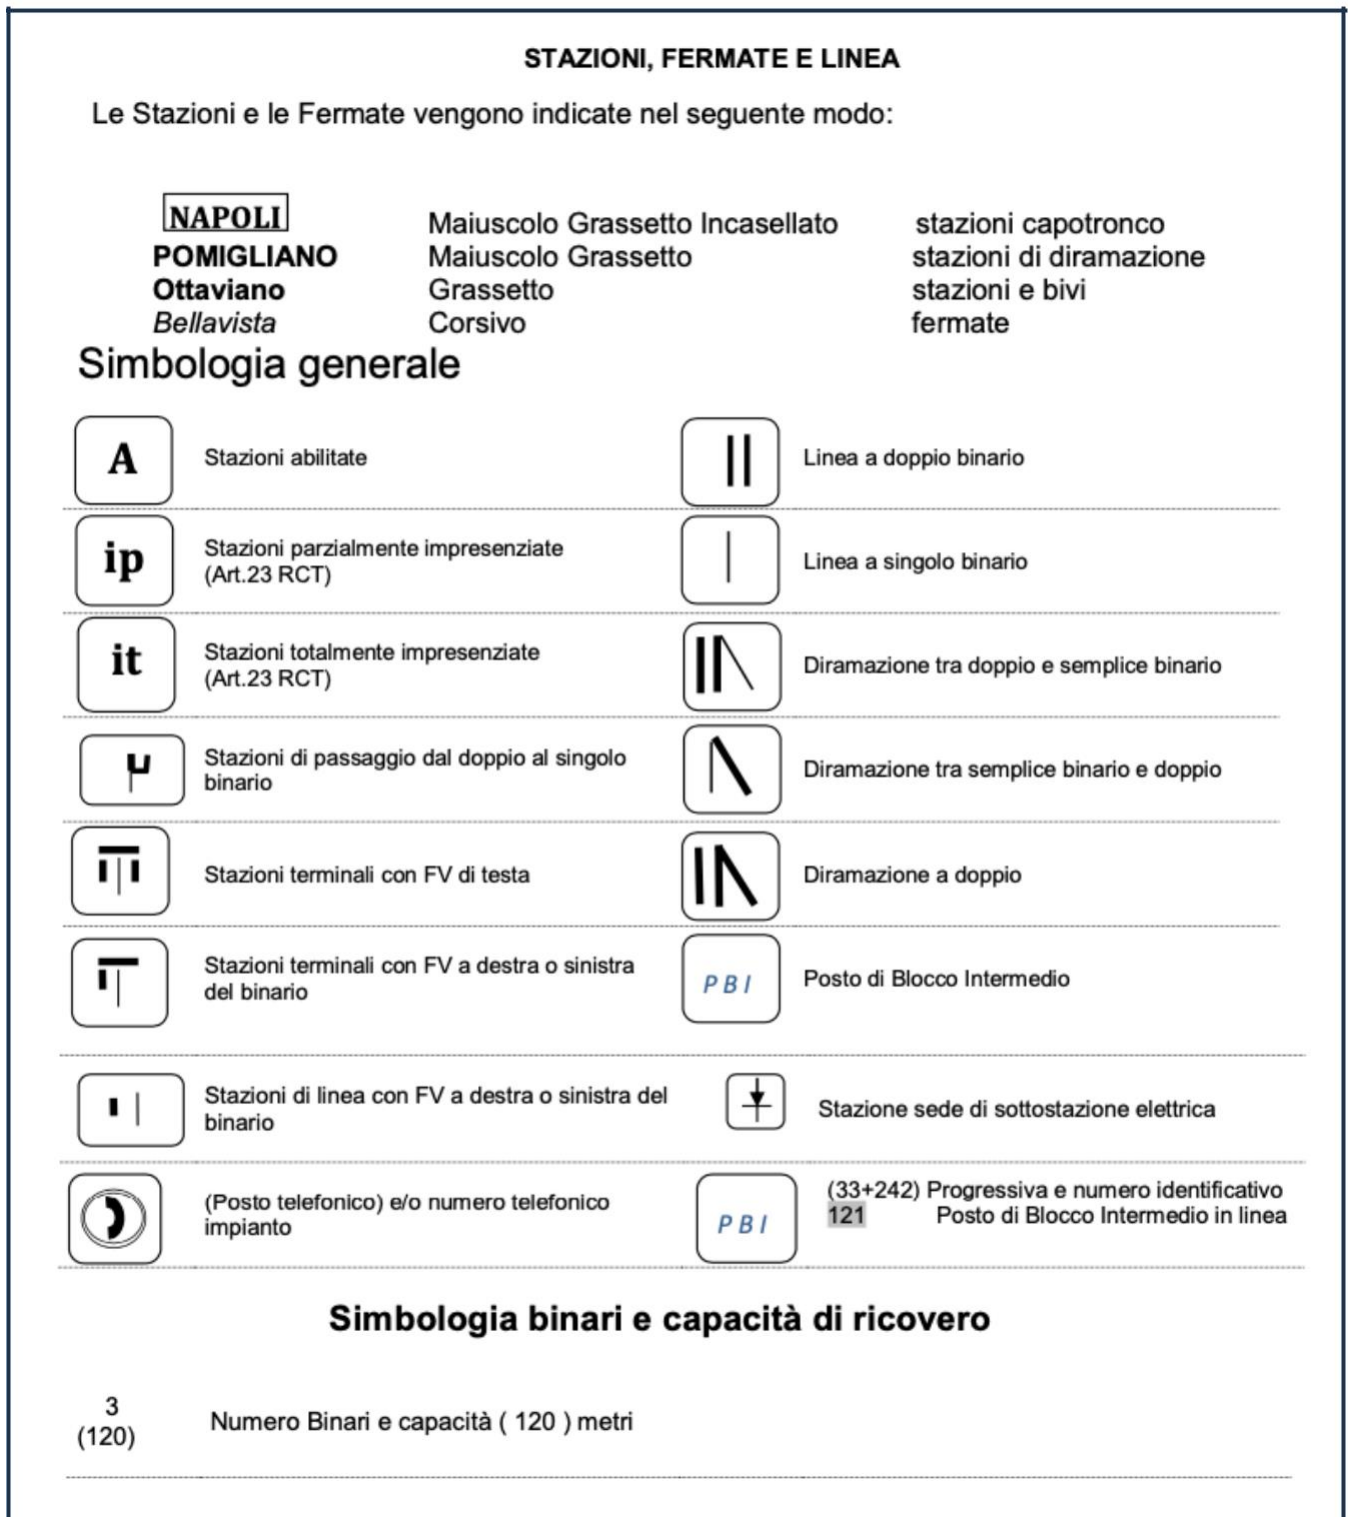 STAZIONI, FERMATE E LINEA
Le Stazioni e le Fermate vengono indicate nel seguente modo:
NAPOLI Maiuscolo Grassetto Incasellato stazioni capotronco
POMIGLIANO Maiuscolo Grassetto stazioni di diramazione
Ottaviano Grassetto stazioni e bivi
Bellavista Corsivo fermate
Simbologia generale
A Stazioni abilitate
Linea a doppio binario
ip Stazioni parzialmente impresenziate
(Art.23 RCT)
Linea a singolo binario
it Stazioni totalmente impresenziate
(Art.23 RCT)
Diramazione tra doppio e semplice binario
Stazioni di passaggio dal doppio al singolo
binario
Diramazione tra semplice binario e doppio
Stazioni terminali con FV di testa
Diramazione a doppio
Stazioni terminali con FV a destra o sinistra
del binario
PBI Posto di Blocco Intermedio
Stazioni di linea con FV a destra o sinistra del
binario
Stazione sede di sottostazione elettrica
(Posto telefonico) e/o numero telefonico
impianto
PBI (33+242) Progressiva e numero identificativo
121 Posto di Blocco Intermedio in linea
Simbologia binari e capacità di ricovero
3
(120)
Numero Binari e capacità ( 120 ) metri